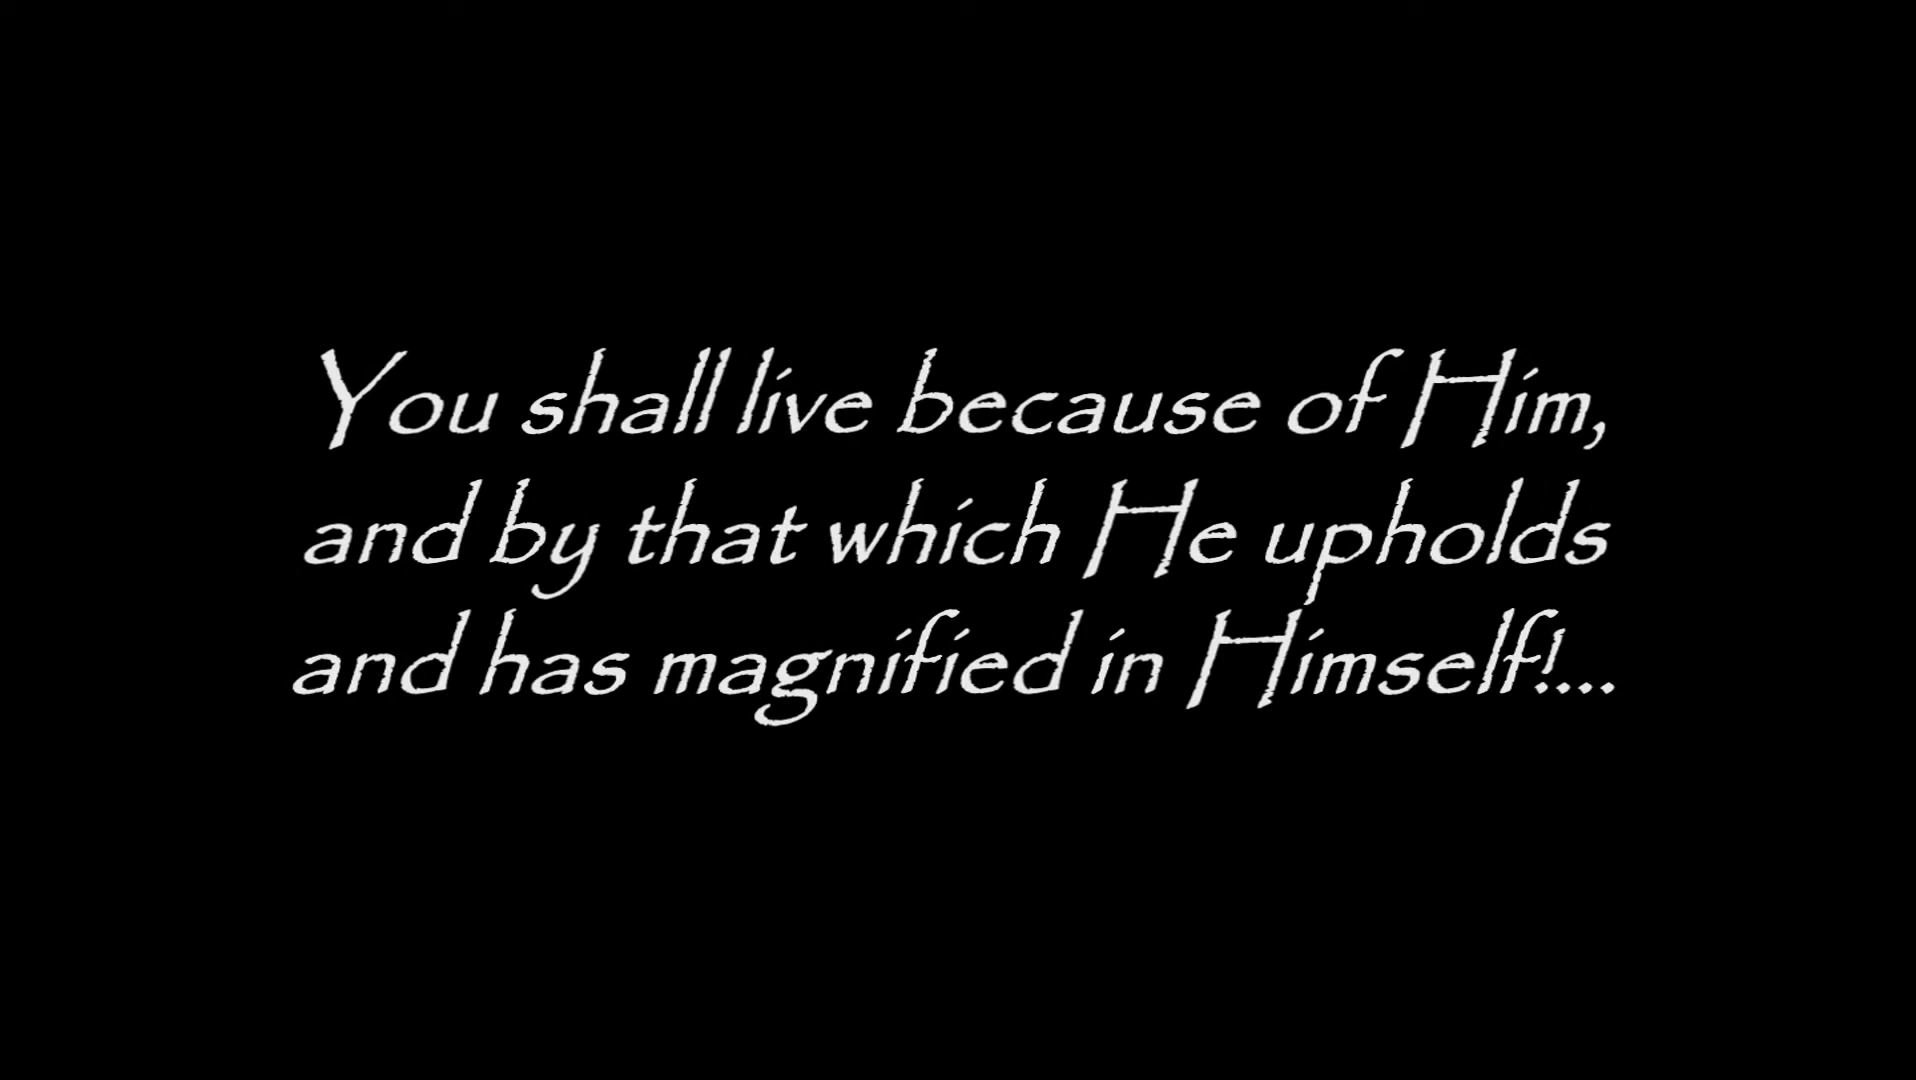 You shall live because of Him,
and by that which He upholds
and has magnified in Himself!....